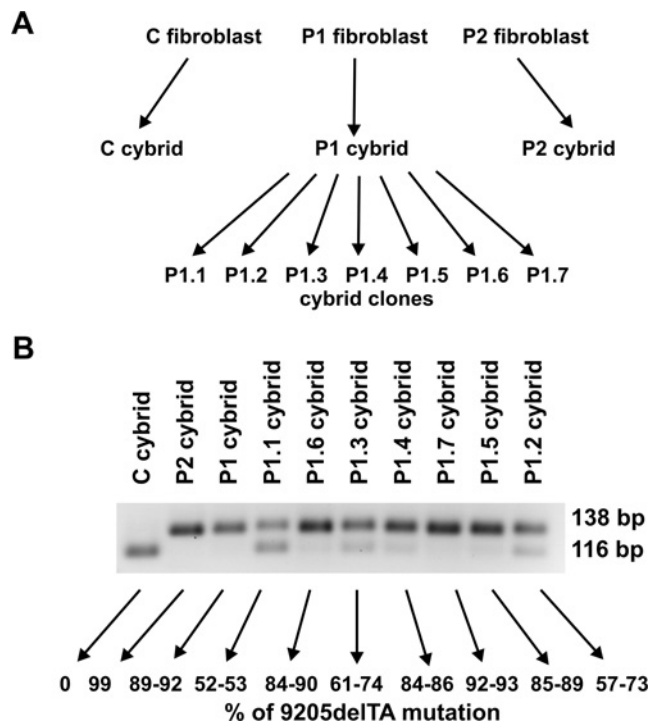 A
C fibroblast P1 fibroblast P2 fibroblast
C cybrid P1 cybrid P2 cybrid
P1.1 P1.2 P1.3 P1.4 P1.5 P1.6 P1.7
cybrid clones
B
C cybrid
P2 cybrid
P1 cybrid
P1.1 cybrid
P1.6 cybrid
P1.3 cybrid
P1.4 cybrid
P1.7 cybrid
P1.5 cybrid
P1.2 cybrid
138 bp
116 bp
0 99 89-92 52-53 84-90 61-74 84-86 92-93 85-89 57-73
% of 9205delTA mutation